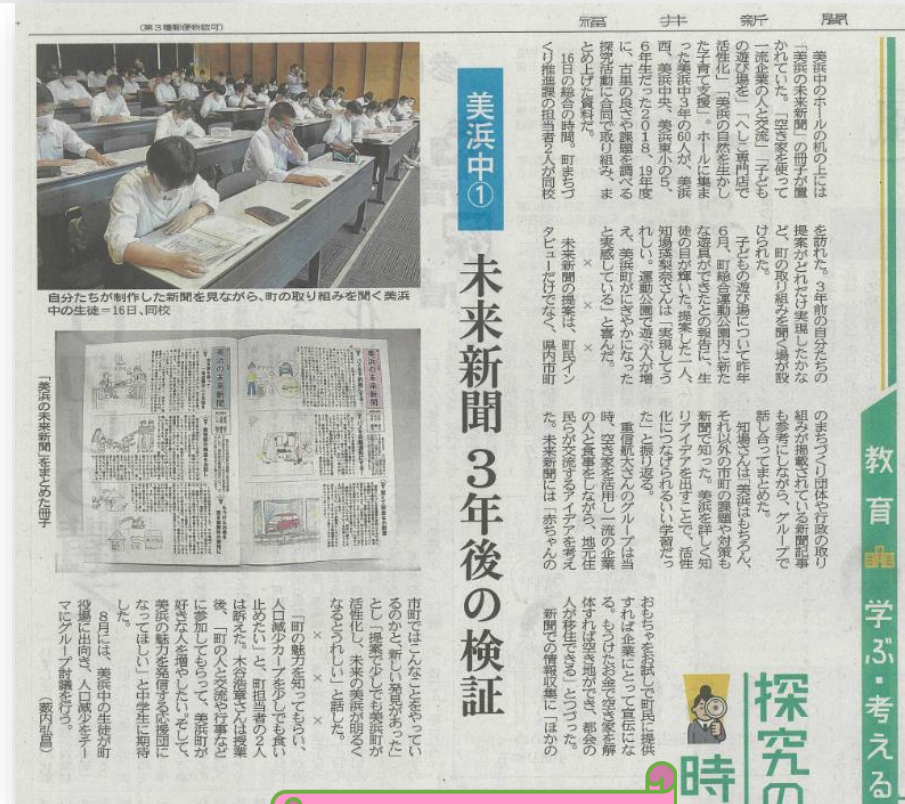 (第3種郵便物認可)
福井新聞
教育 学ぶ・考える
探究の
時
美浜中①
未来新聞 3年後の検証
美浜中のホールの机の上には
「美浜の未来新聞」の冊子が置
かれていた。「空き家を使って
一流企業の人と交流」「子ども
の遊び場を」「へしこ専門店で
活性化」「美浜の自然を生かし
た子育て支援」。ホールに集ま
った美浜中3年の60人が、美浜
西、美浜中央、美浜東小の5、
6年生だった2018、19年度
に、古里の良さや課題を調べる
探究活動に合同で取り組み、ま
とめ上げた資料だ。
16日の総合の時間。町まちづ
くり推進課の担当者2人が同校
を訪れた。3年前の自分たちの
提案がどれだけ実現したかな
ど、町の取り組みを聞く場が設
けられた。
子どもの遊び場について昨年
6月、町総合運動公園内に新た
な遊具ができたとの報告に、生
徒の目が輝いた。提案した一人、
知場瑛梨奈さんは「実現してう
れしい。運動公園で遊ぶ人が増
え、美浜町がにぎやかになった
と実感している」と喜んだ。
× × ×
未来新聞の提案は、町民イン
タビューだけでなく、県内市町
のまちづくり団体や行政の取り
組みが掲載されている新聞記事
も参考にしながら、グループで
話し合ってまとめた。
知場さんは「美浜はもちろん、
それ以外の市町の課題や対策も
新聞で知った。美浜を詳しく知
りアイデアを出すことで、活性
化につなげられるいい学習だっ
た」と振り返る。
重信航大さんのグループは当
時、空き家を活用し一流の企業
の人と食事をしながら、地元住
民らが交流するアイデアを考え
た。未来新聞には「赤ちゃんの
おもちゃをお試しで町民に提供
すれば企業にとって宣伝にな
る。もうけたお金で空き家を解
体すれば空き地ができ、都会の
人が移住できる」とつづった。
新聞での情報収集に「ほかの
市町ではこんなことをやってい
るのかと、新しい発見があった」
とし「提案で少しでも美浜町が
活性化し、未来の美浜が明るく
なるとうれしい」と話した。
× × ×
「町の魅力を知ってもらい、
人口減少カーブを少しでも食い
止めたい」と、町担当者の2人
は訴えた。木谷拓章さんは授業
後、「町の人と交流や行事など
に参加してもらって、美浜町が
好きな人を増やしたい。そして、
美浜の魅力を発信する応援団に
なってほしい」と中学生に期待
した。
8月には、美浜中の生徒が町
役場に出向き、人口減少をテー
マにグループ討議を行う。
(薮内弘昌)
自分たちが制作した新聞を見ながら、町の取り組みを聞く美浜
中の生徒=16日、同校
「美浜の未来新聞」をまとめた冊子
美浜の未来新聞
美浜の未来新聞